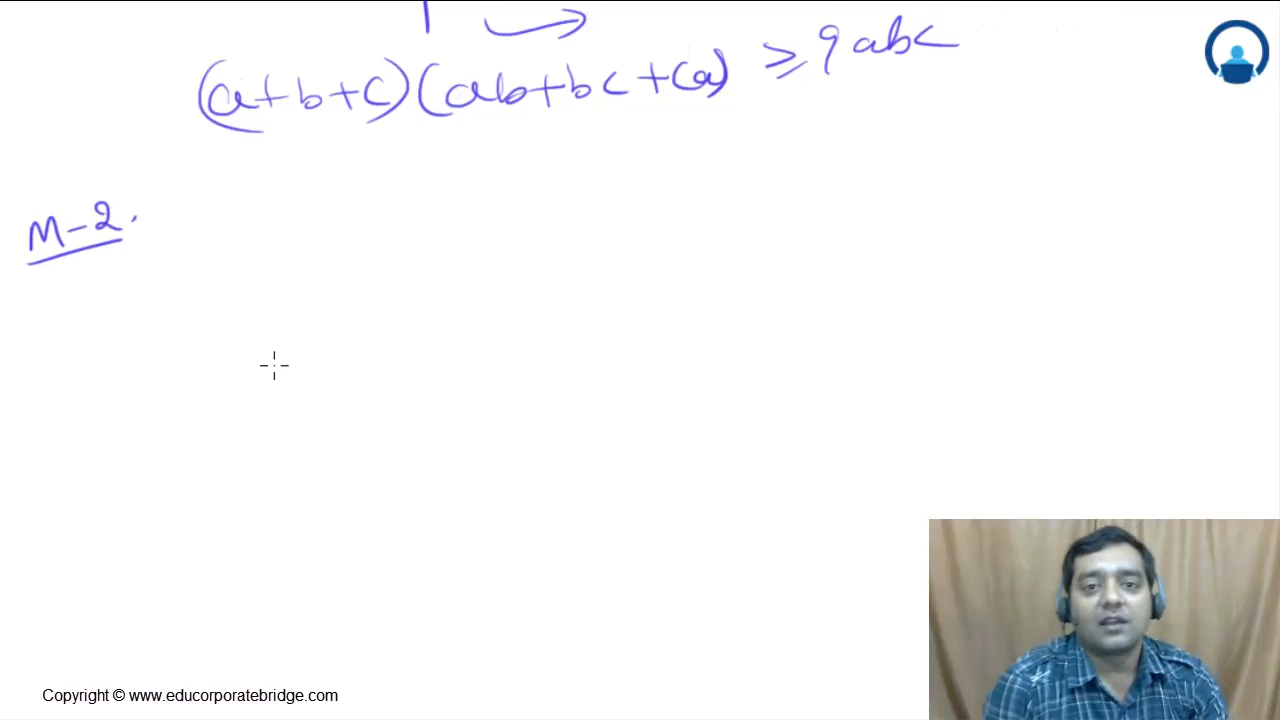 (a+b+c)(ab+bc+ca) ≥ 9abc
M-2.
Copyright © www.educorporatebridge.com